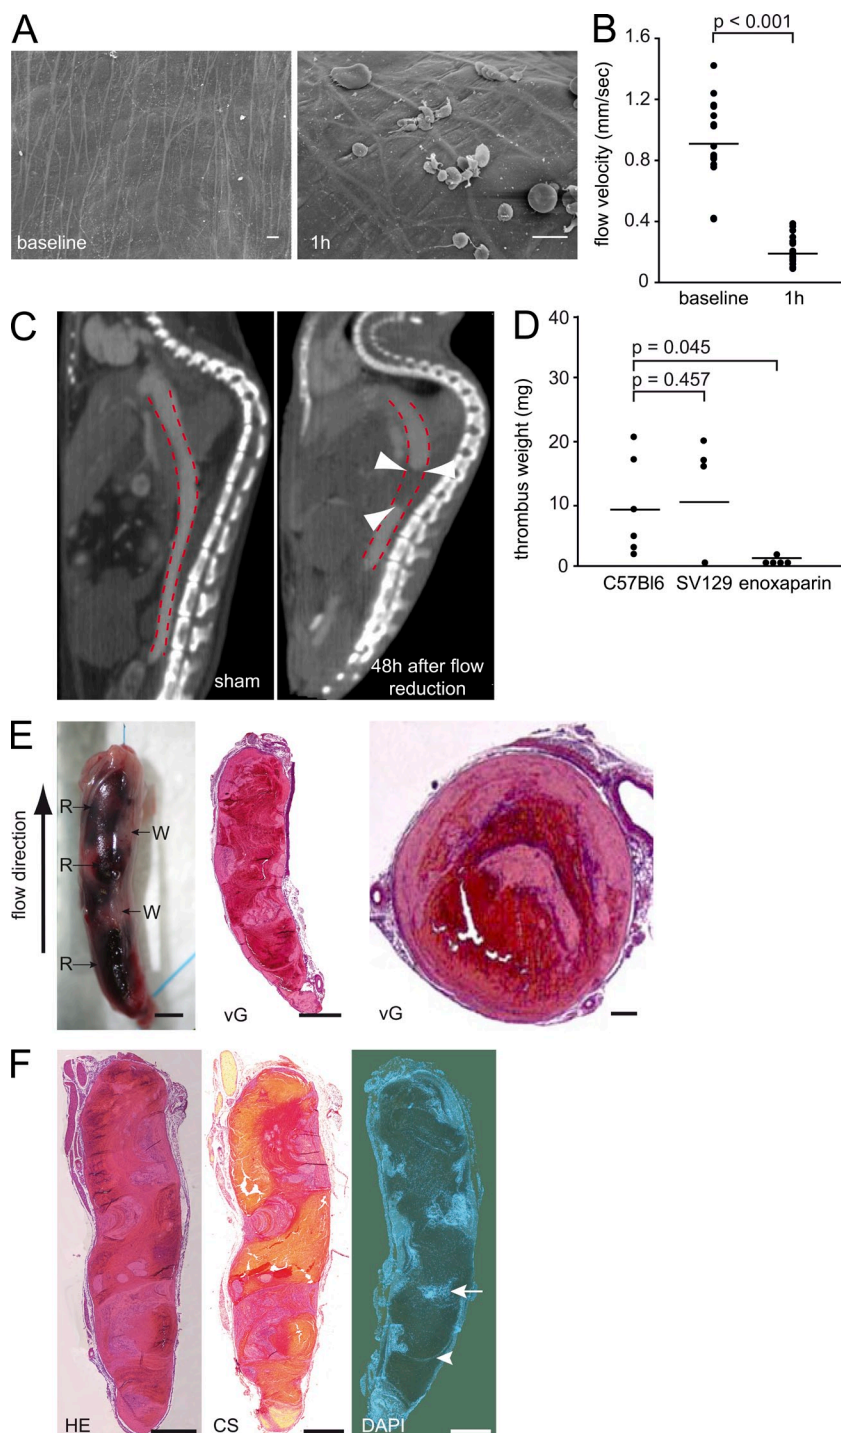 A
baseline
1h
B
p < 0.001
flow velocity (mm/sec)
1.6
1.2
0.8
0.4
0
baseline
1h
C
sham
48h after flow
reduction
D
thrombus weight (mg)
40
30
20
10
0
p = 0.045
p = 0.457
C57Bl6
SV129
enoxaparin
E
flow direction
R
W
R
W
R
vG
vG
F
HE
CS
DAPI